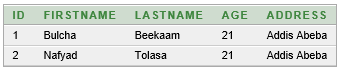 ID FIRSTNAME LASTNAME AGE ADDRESS
1 Bulcha Beekaam 21 Addis Abeba
2 Nafyad Tolasa 21 Addis Abeba